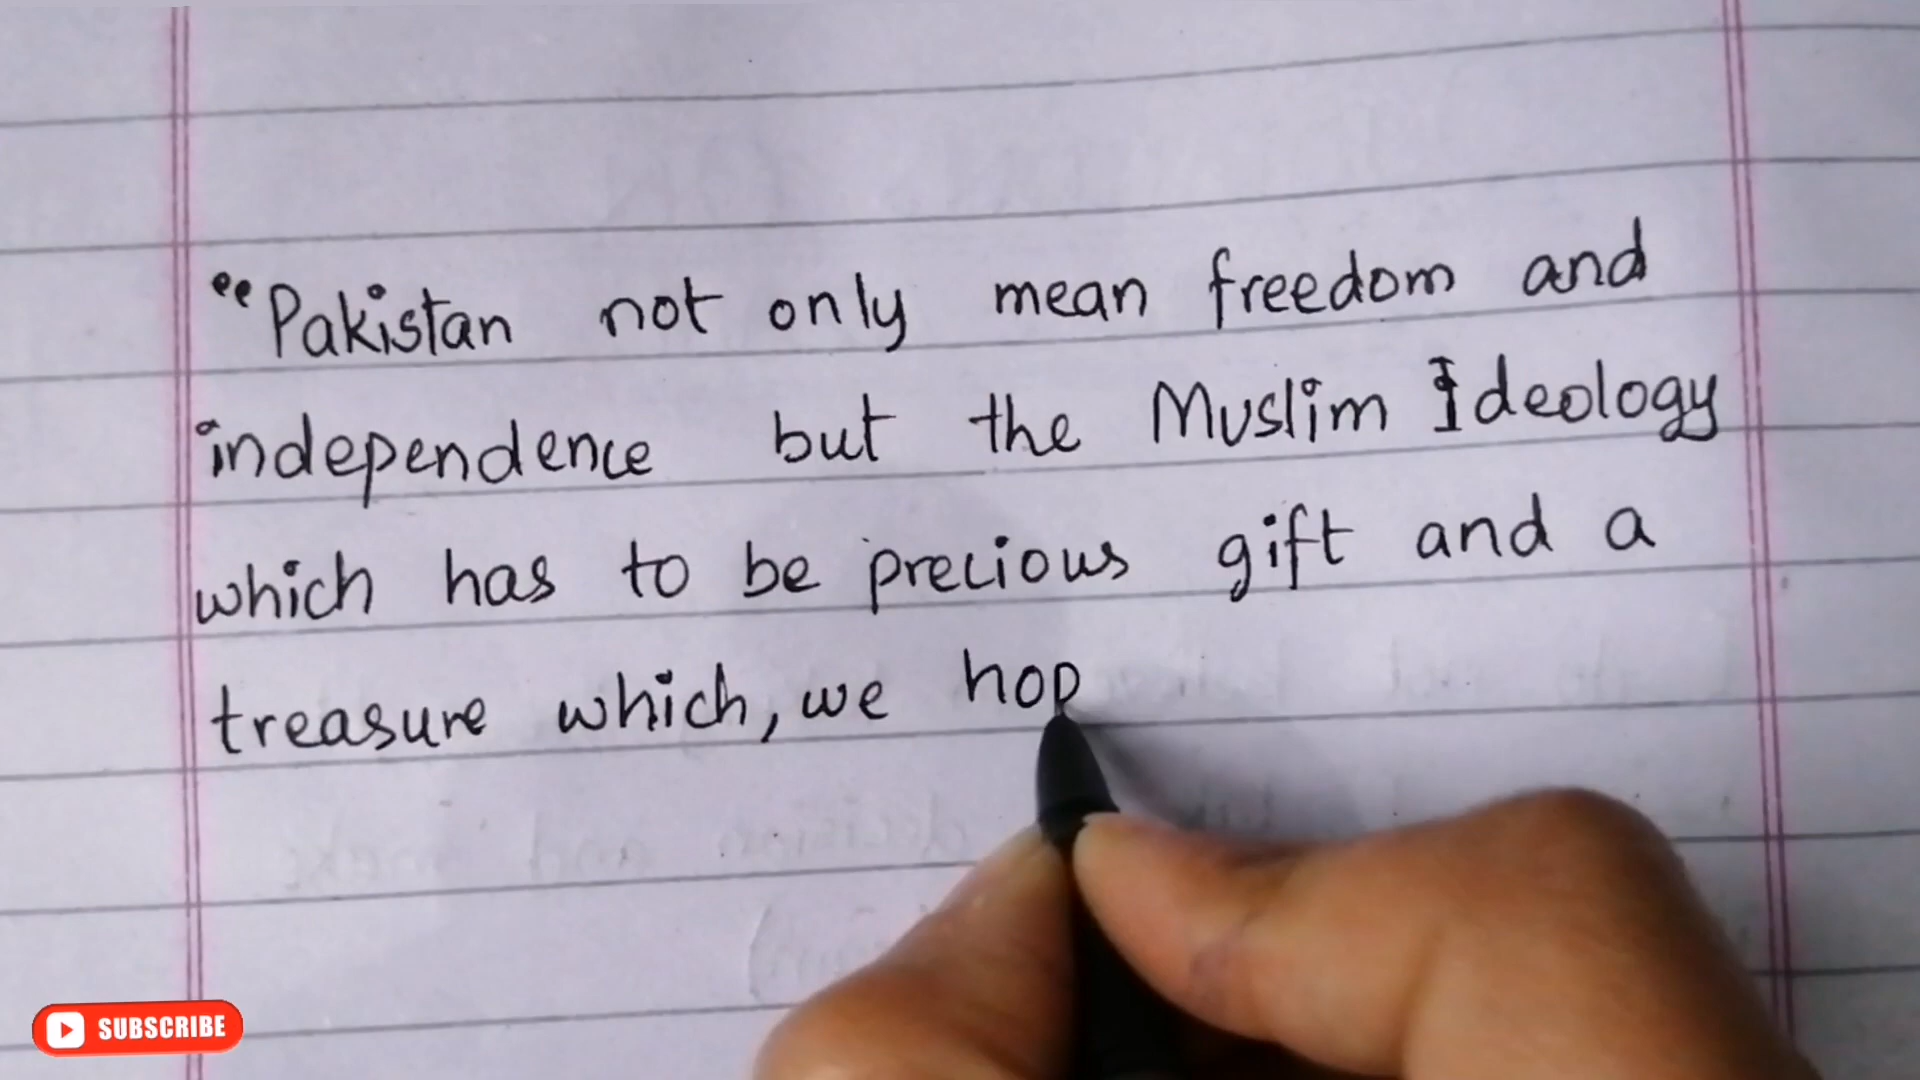 “Pakistan not only mean freedom and
independence but the Muslim Ideology
which has to be precious gift and a
treasure which, we hop
SUBSCRIBE